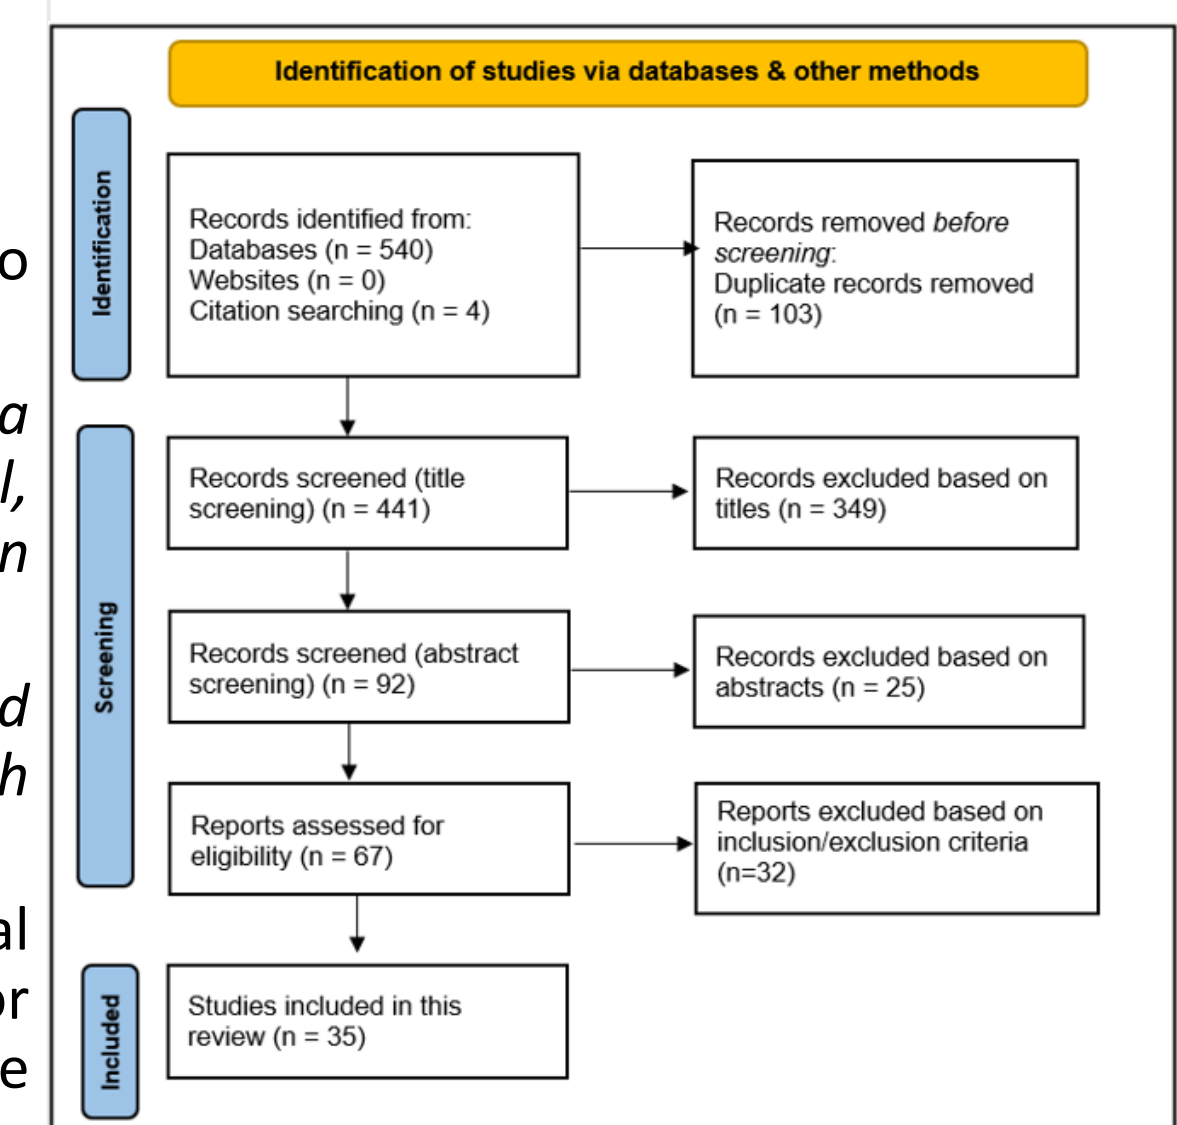 Identification of studies via databases & other methods
Identification
Records identified from:
Databases (n = 540)
Websites (n = 0)
Citation searching (n = 4)
Records removed before
screening:
Duplicate records removed
(n = 103)
o
a
l,
n
d
h
al
or
e
Screening
Records screened (title
screening) (n = 441)
Records excluded based on
titles (n = 349)
Records screened (abstract
screening) (n = 92)
Records excluded based on
abstracts (n = 25)
Reports assessed for
eligibility (n = 67)
Reports excluded based on
inclusion/exclusion criteria
(n=32)
Included
Studies included in this
review (n = 35)